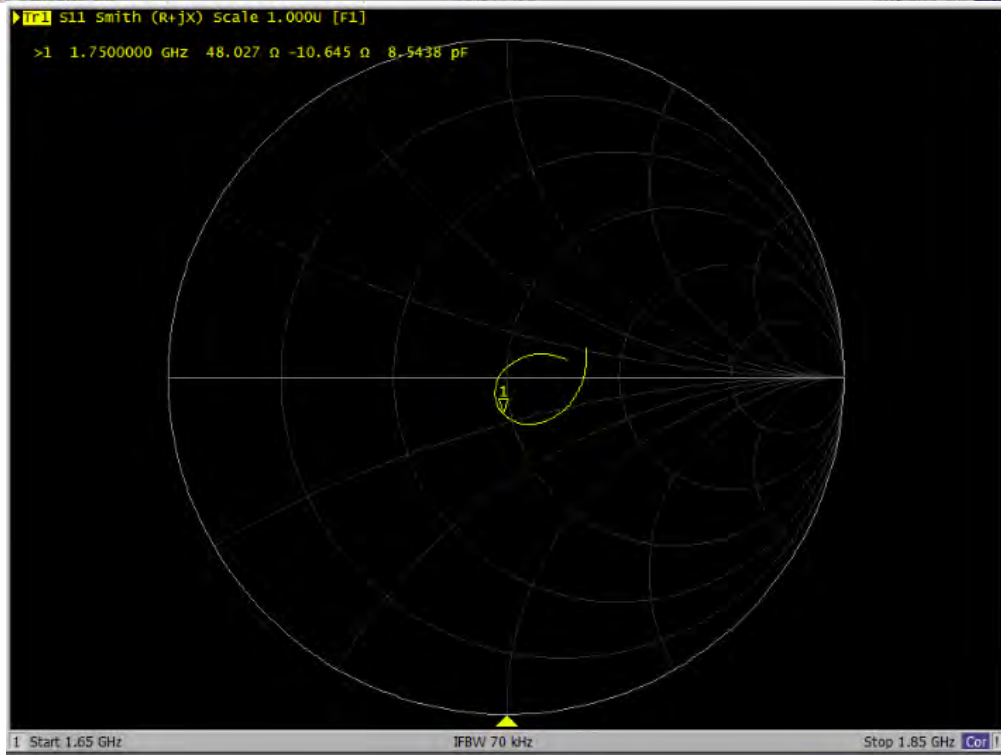 Tr1 S11 Smith (R+jX) Scale 1.000U [F1]
>1 1.7500000 GHz 48.027 Ω -10.645 Ω 8.5438 pF
1
1 Start 1.65 GHz IFBW 70 kHz Stop 1.85 GHz Cor !